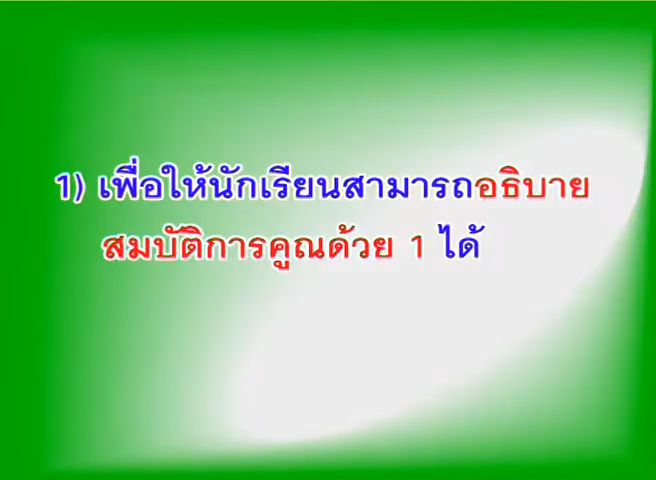 1) เพื่อให้นักเรียนสามารถอธิบาย
สมบัติการคูณด้วย 1 ได้